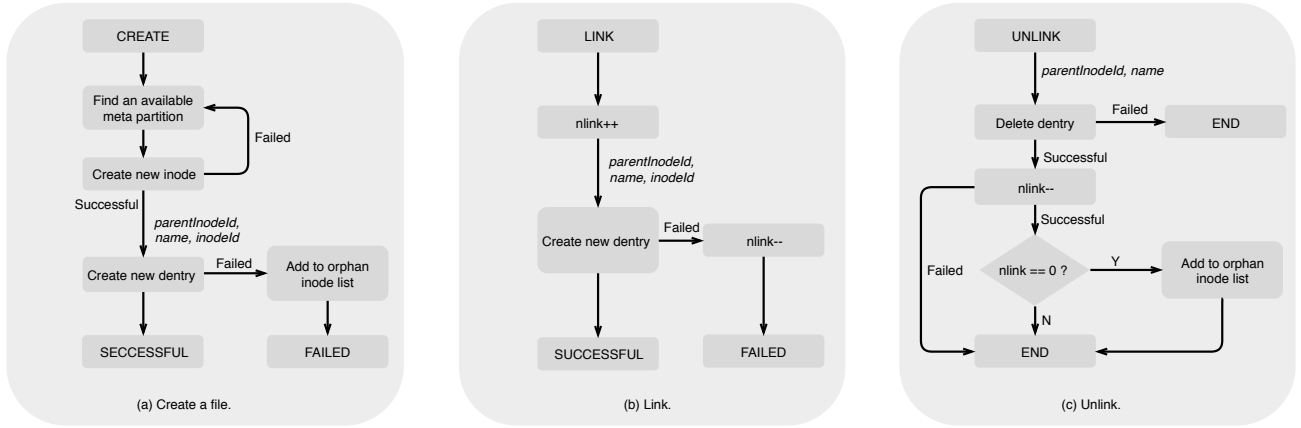 CREATE
Find an available
meta partition
Failed
Create new inode
Successful
parentInodeId,
name, inodeId
Create new dentry
Failed
Add to orphan
inode list
SECCESSFUL
FAILED
(a) Create a file.
LINK
nlink++
parentInodeId,
name, inodeId
Create new dentry
Failed
nlink--
SUCCESSFUL
FAILED
(b) Link.
UNLINK
parentInodeId, name
Delete dentry
Failed
END
Successful
nlink--
Successful
Failed
nlink == 0 ?
Y
Add to orphan
inode list
N
END
(c) Unlink.